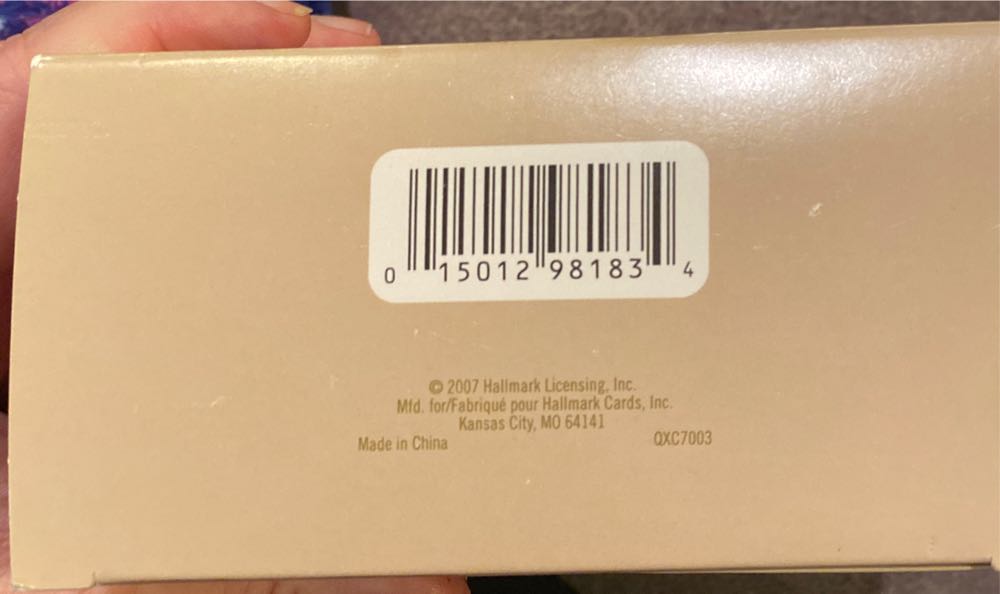 0 15012 98183 4
© 2007 Hallmark Licensing, Inc.
Mfd. for/Fabriqué pour Hallmark Cards, Inc.
Kansas City, MO 64141
Made in China QXC7003